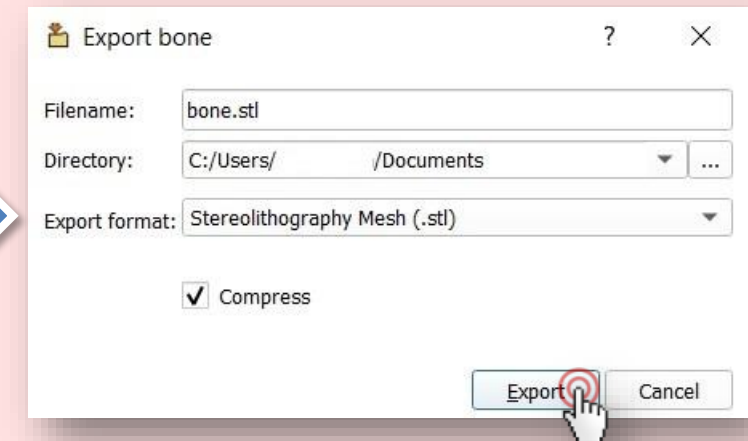 Export bone ? ×
Filename: bone.stl
Directory: C:/Users/ /Documents ...
Export format: Stereolithography Mesh (.stl)
Compress
Export Cancel